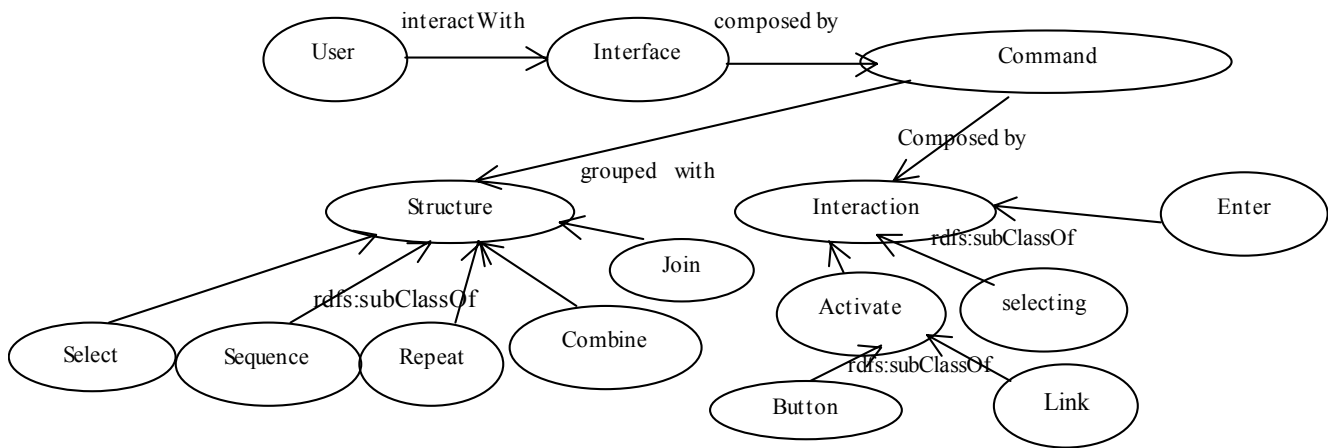 interactWith
composed by
User
Interface
Command
Composed by
grouped with
Structure
Interaction
Enter
rdfs:subClassOf
Join
rdfs:subClassOf
Activate
selecting
Select
Sequence
Repeat
Combine
rdfs:subClassOf
Button
Link